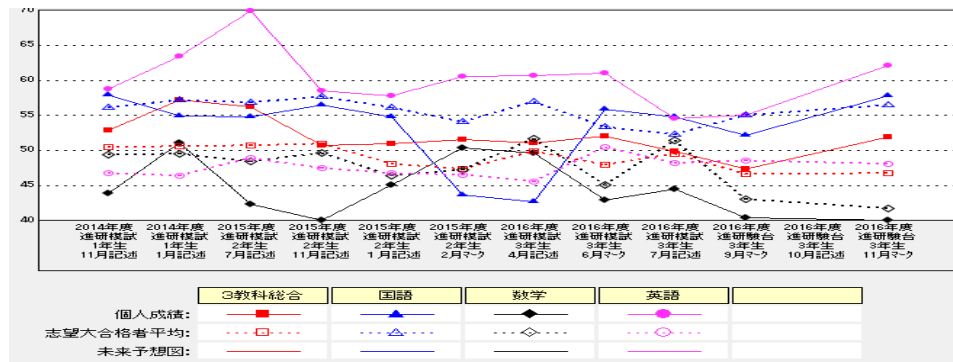 70
65
60
55
50
45
40
2014年度 2014年度 2015年度 2015年度 2015年度 2015年度 2016年度 2016年度 2016年度 2016年度 2016年度 2016年度
進研模試 進研模試 進研模試 進研模試 進研模試 進研模試 進研模試 進研模試 進研模試 進研駿台 進研駿台 進研駿台
1年生 1年生 2年生 2年生 2年生 2年生 3年生 3年生 3年生 3年生 3年生 3年生
11月記述 1月記述 7月記述 11月記述 1月記述 2月マーク 4月記述 6月マーク 7月記述 9月マーク 10月記述 11月マーク
3教科総合 国語 数学 英語
個人成績:
志望大合格者平均:
未来予想図: